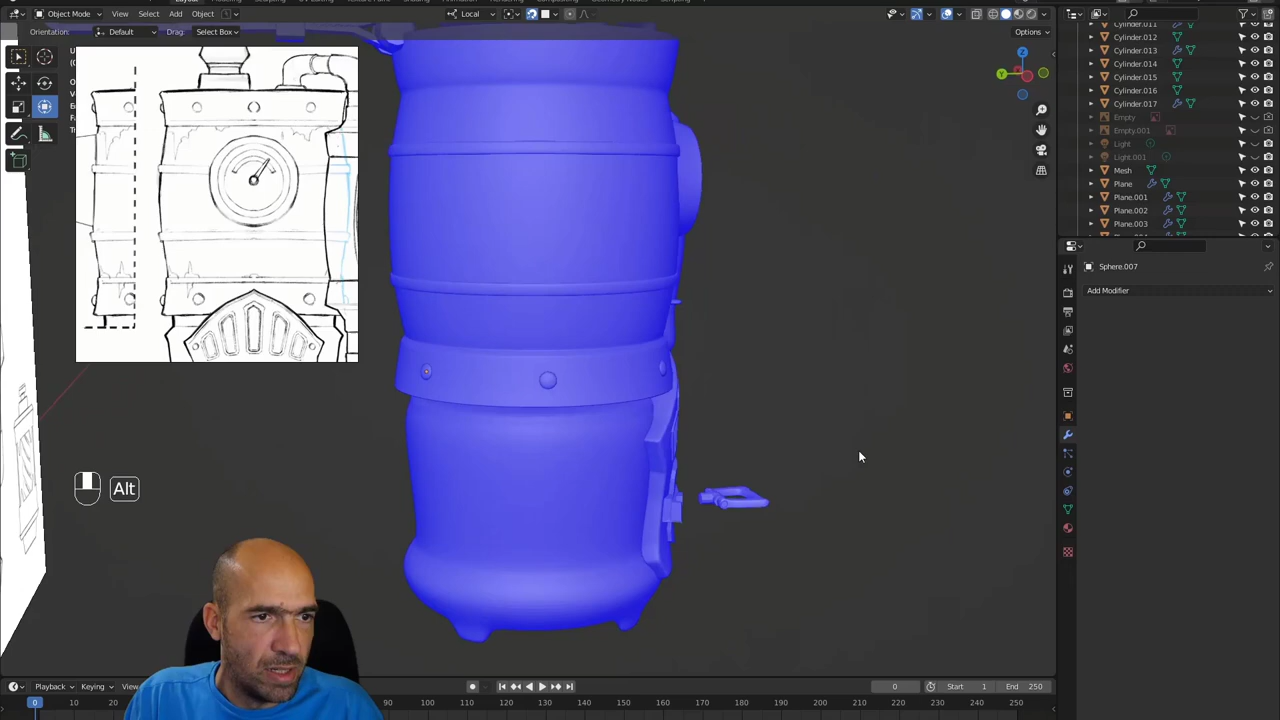 Layout
Object Mode View Select Add Object Local Options
Orientation: Default Drag: Select Box
Cylinder.011
Cylinder.012
Cylinder.013
Cylinder.014
Cylinder.015
Cylinder.016
Cylinder.017
Empty
Empty.001
Light
Light.001
Mesh
Plane
Plane.001
Plane.002
Plane.003
Sphere.007
Add Modifier
Z
Y
Alt
Playback Keying View 0 Start 1 End 250
0 10 20 90 100 110 120 130 140 150 160 170 180 190 200 210 220 230 240 250